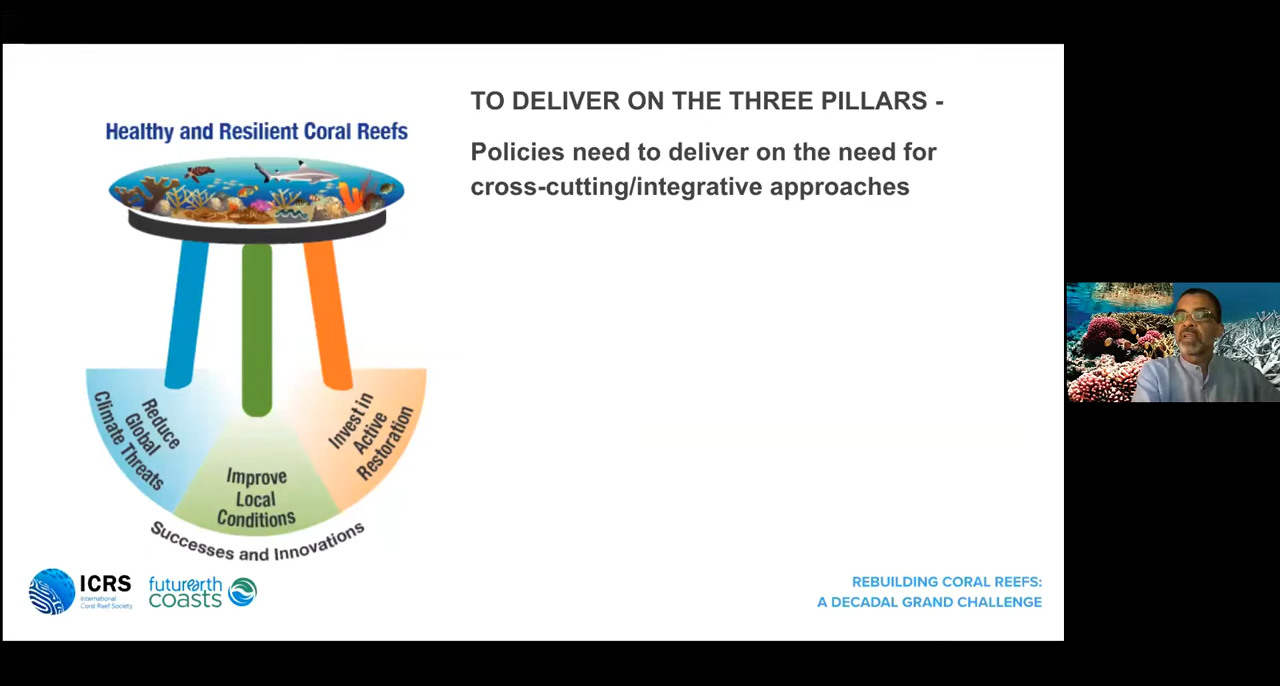 TO DELIVER ON THE THREE PILLARS -
Policies need to deliver on the need for
cross-cutting/integrative approaches
Healthy and Resilient Coral Reefs
Reduce
Global
Climate Threats
Improve
Local
Conditions
Invest in
Active
Restoration
Successes and Innovations
ICRS
International
Coral Reef Society
futurearth
coasts
REBUILDING CORAL REEFS:
A DECADAL GRAND CHALLENGE